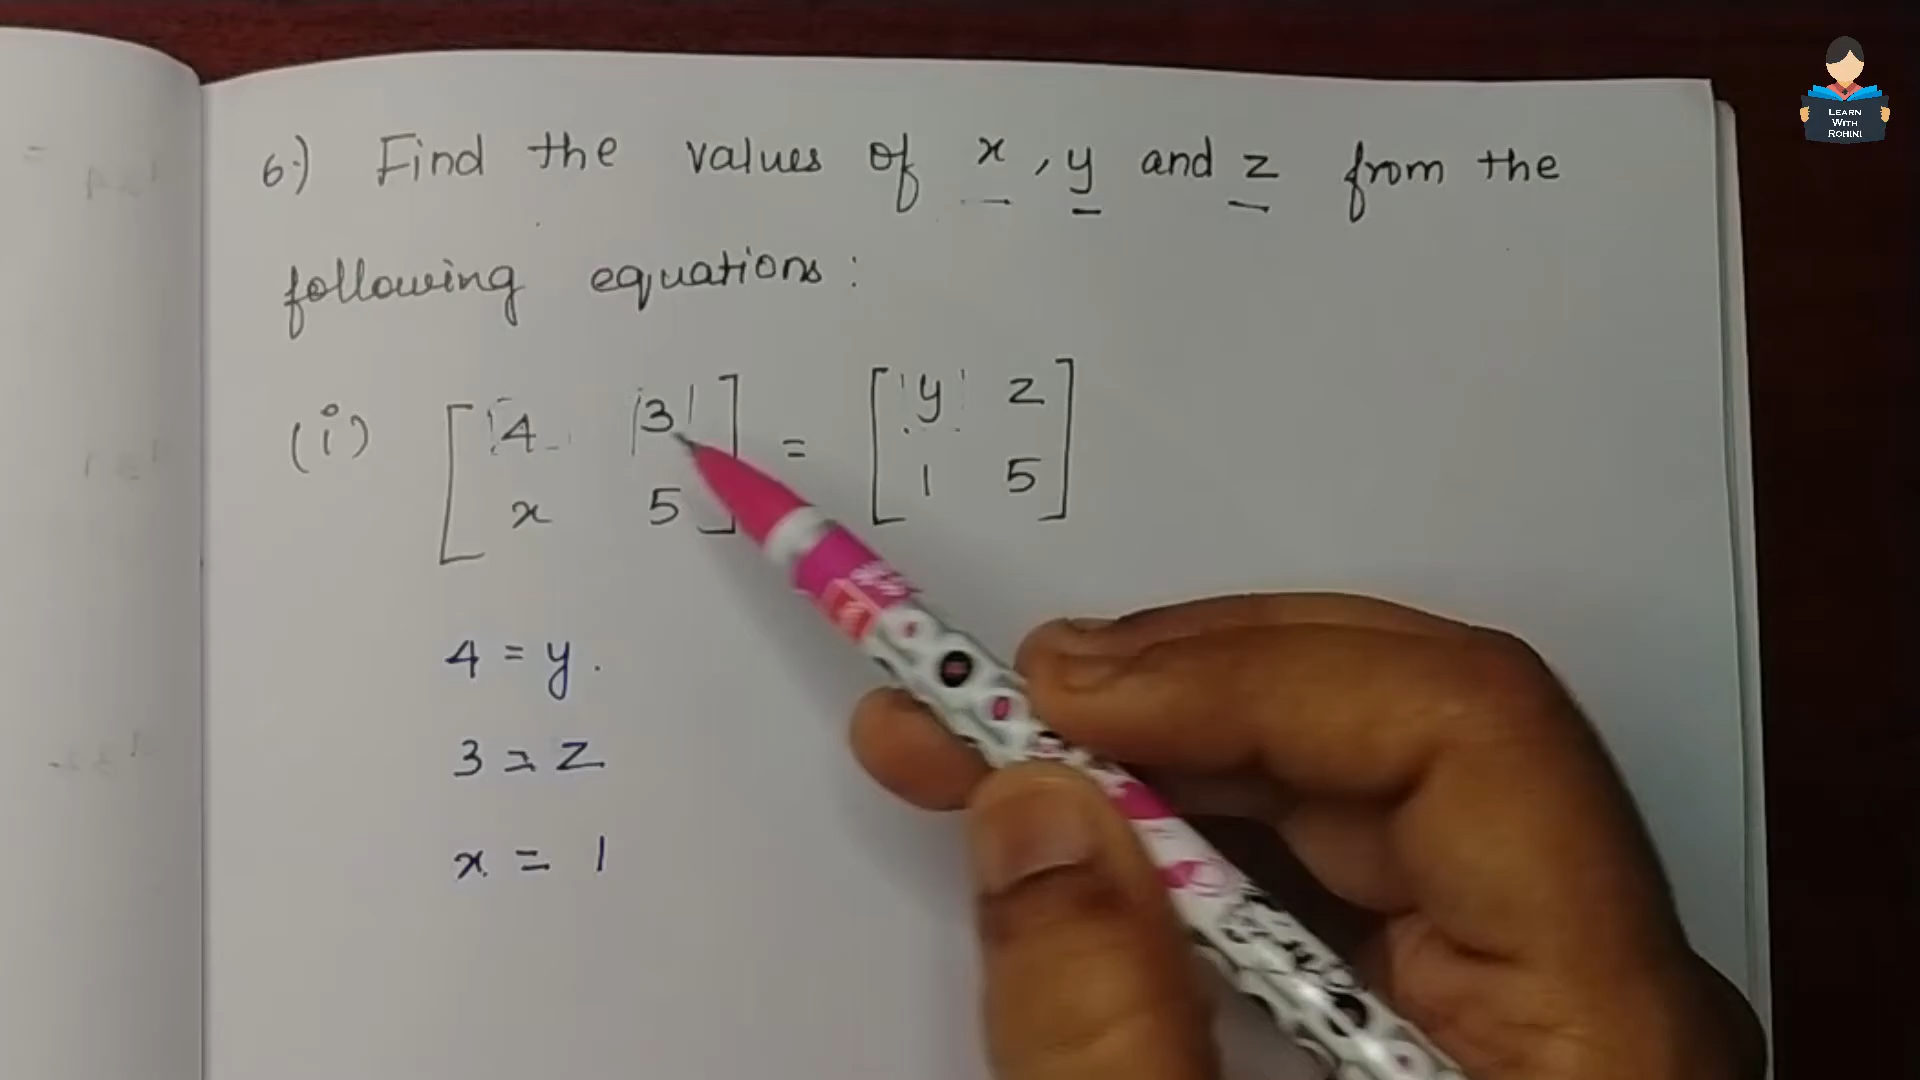 LEARN
WITH
ROHINI
6.) Find the values of x, y and z from the
following equations:
(i) [4 3 = [y z]
[x 5] [1 5]
4 = y.
3 = z
x = 1